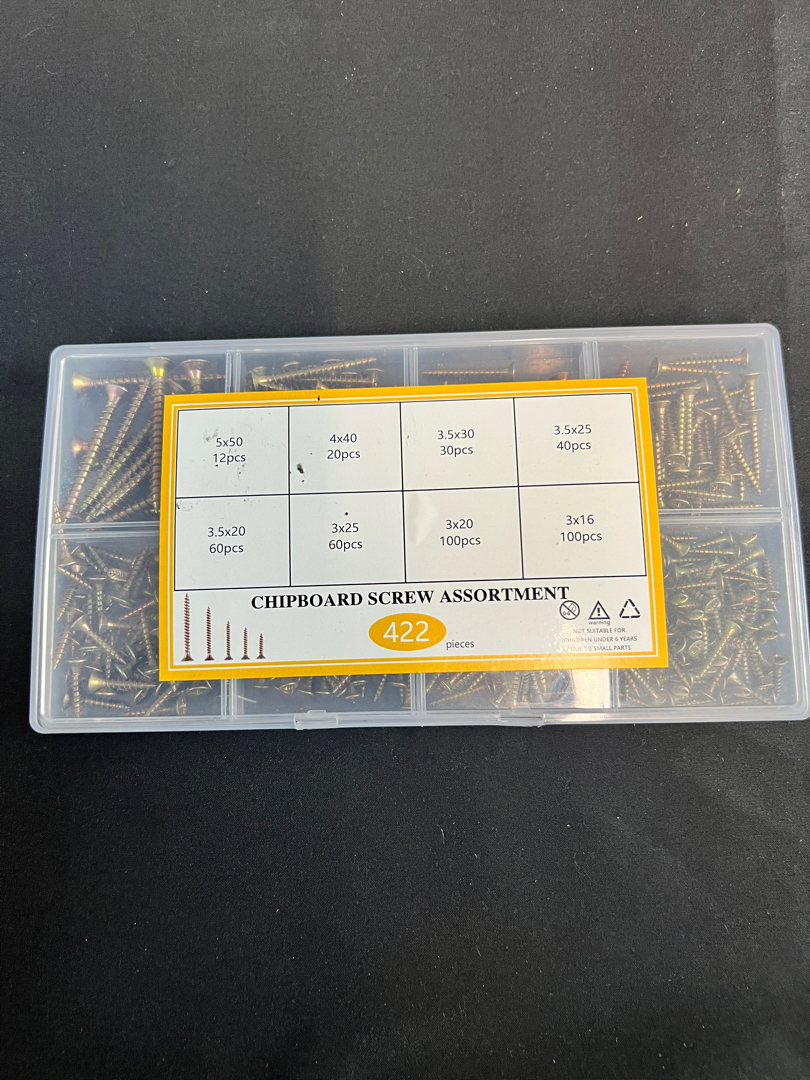 5x50
12pcs
4x40
20pcs
3.5x30
30pcs
3.5x25
40pcs
3.5x20
60pcs
3x25
60pcs
3x20
100pcs
3x16
100pcs
CHIPBOARD SCREW ASSORTMENT
422 pieces
warning
NOT SUITABLE FOR
CHILDREN UNDER 6 YEARS
DUE TO SMALL PARTS